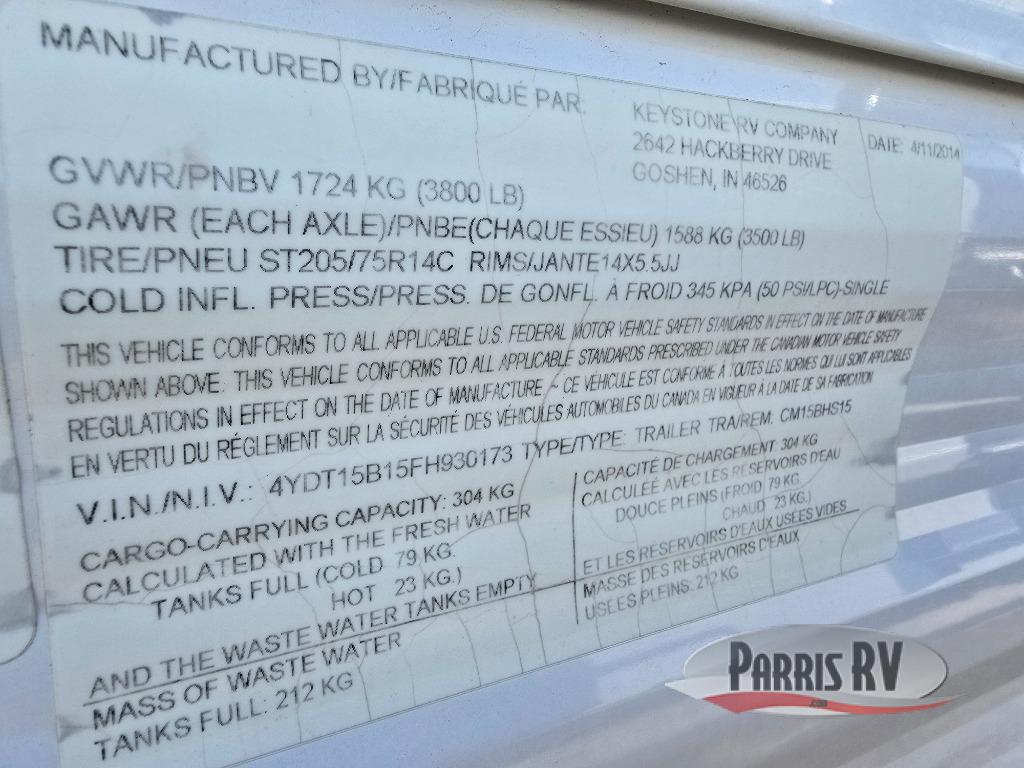 MANUFACTURED BY/FABRIQUÉ PAR:
KEYSTONE RV COMPANY
2642 HACKBERRY DRIVE
GOSHEN, IN 46526
DATE: 4/11/2014
GVWR/PNBV 1724 KG (3800 LB)
GAWR (EACH AXLE)/PNBE(CHAQUE ESSIEU) 1588 KG (3500 LB)
TIRE/PNEU ST205/75R14C RIMS/JANTE14X5.5JJ
COLD INFL. PRESS/PRESS. DE GONFL. À FROID 345 KPA (50 PSI/LPC)-SINGLE
THIS VEHICLE CONFORMS TO ALL APPLICABLE U.S. FEDERAL MOTOR VEHICLE SAFETY STANDARDS IN EFFECT ON THE DATE OF MANUFACTURE
SHOWN ABOVE. THIS VEHICLE CONFORMS TO ALL APPLICABLE STANDARDS PRESCRIBED UNDER THE CANADIAN MOTOR VEHICLE SAFETY
REGULATIONS IN EFFECT ON THE DATE OF MANUFACTURE - CE VÉHICULE EST CONFORME À TOUTES LES NORMES QUI LUI SONT APPLICABLES
EN VERTU DU RÉGLEMENT SUR LA SÉCURITÉ DES VÉHICULES AUTOMOBILES DU CANADA EN VIGUEUR À LA DATE DE SA FABRICATION
V.I.N./N.I.V.: 4YDT15B15FH930173 TYPE/TYPE: TRAILER TRA/REM. CM15BHS15
CARGO-CARRYING CAPACITY: 304 KG
CALCULATED WITH THE FRESH WATER
TANKS FULL (COLD 79 KG.
HOT 23 KG.)
AND THE WASTE WATER TANKS EMPTY
MASS OF WASTE WATER
TANKS FULL: 212 KG
CAPACITÉ DE CHARGEMENT: 304 KG
CALCULÉE AVEC LES RÉSERVOIRS D'EAU
DOUCE PLEINS (FROID 79 KG.
CHAUD 23 KG.)
ET LES RÉSERVOIRS D'EAUX USÉES VIDES
MASSE DES RÉSERVOIRS D'EAUX
USÉES PLEINS: 212 KG
PARRIS RV
.com